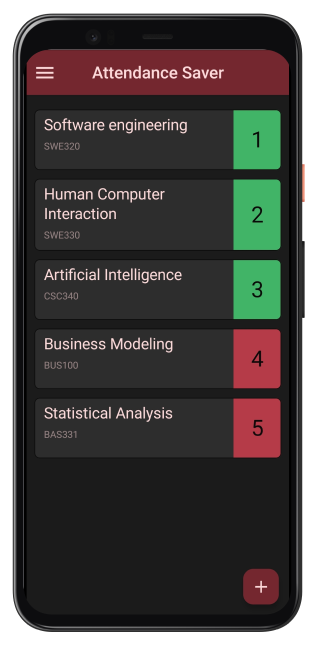 Attendance Saver
Software engineering
SWE320
1
Human Computer
Interaction
SWE330
2
Artificial Intelligence
CSC340
3
Business Modeling
BUS100
4
Statistical Analysis
BAS331
5
+